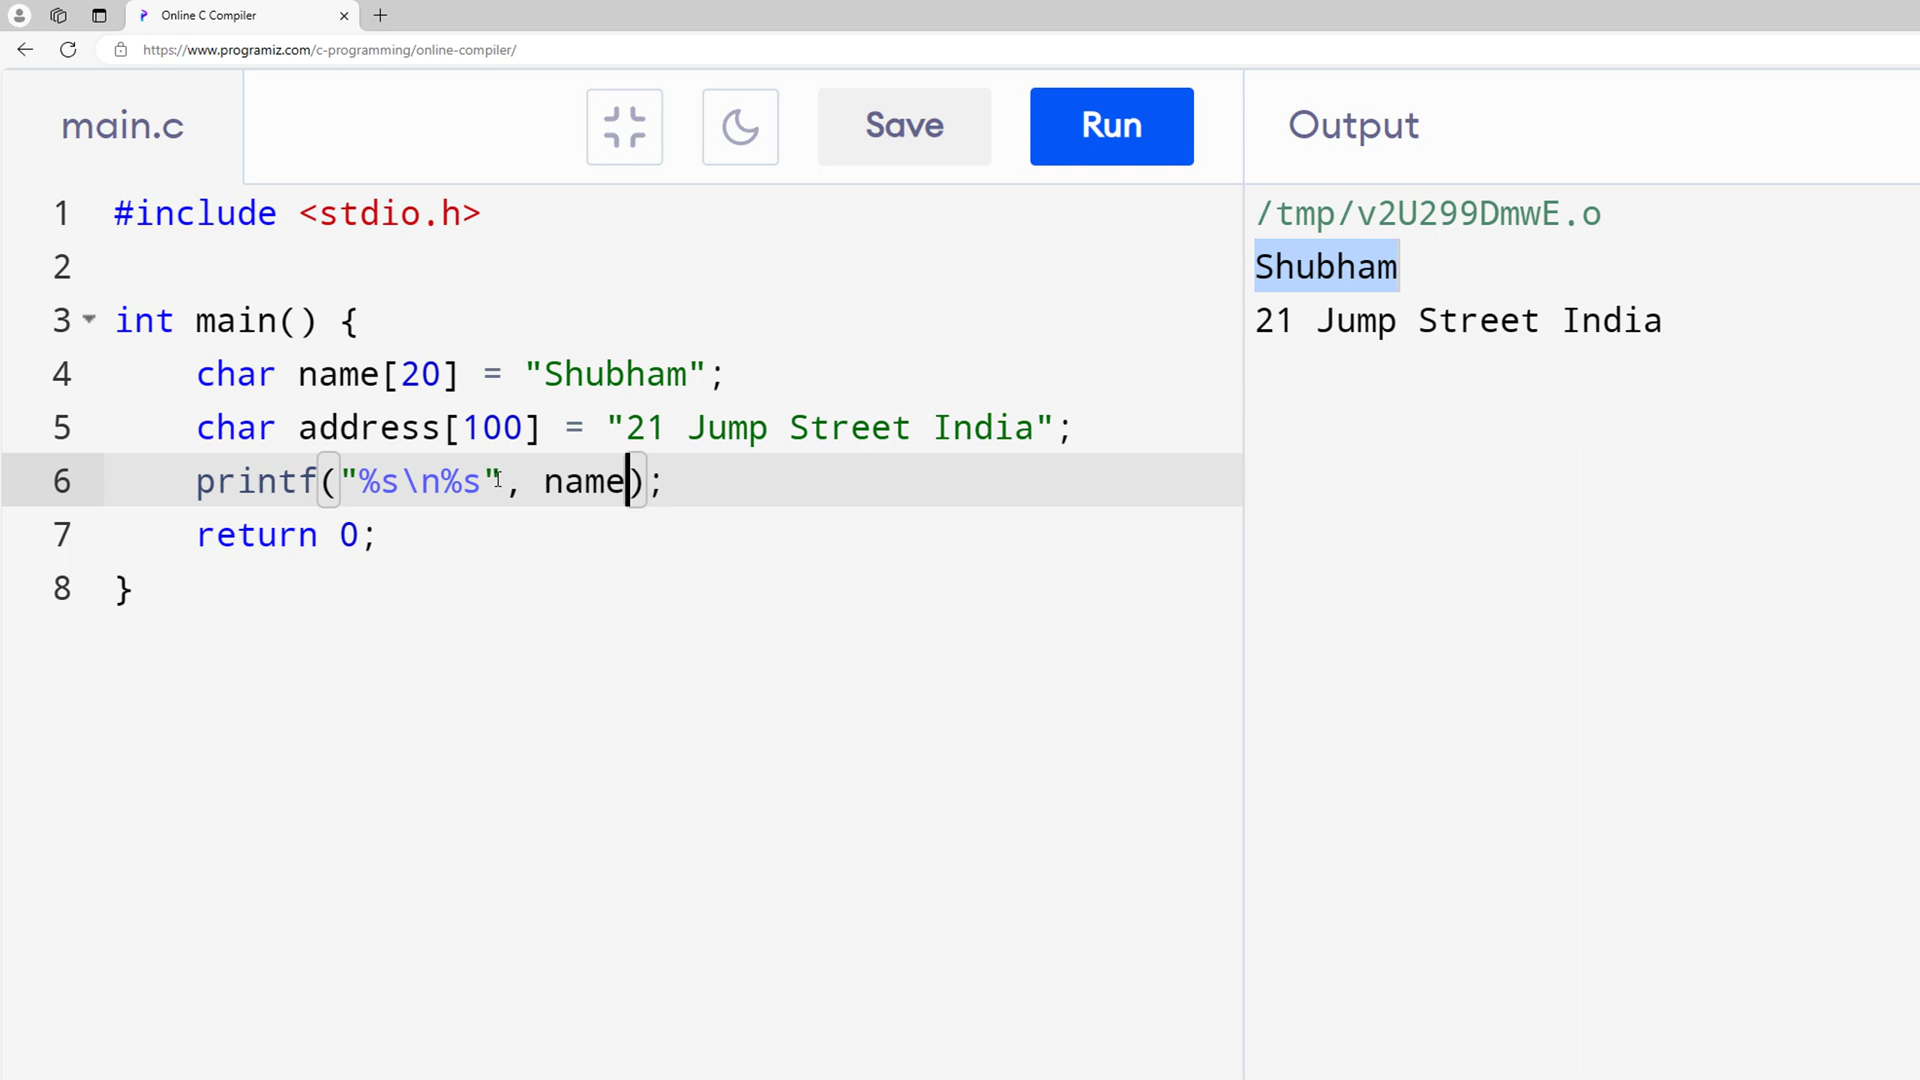 Online C Compiler
https://www.programiz.com/c-programming/online-compiler/
main.c
Save
Run
Output
1 #include <stdio.h>
2
3 int main() {
4     char name[20] = "Shubham";
5     char address[100] = "21 Jump Street India";
6     printf("%s\n%s", name);
7     return 0;
8 }
/tmp/v2U299DmwE.o
Shubham
21 Jump Street India